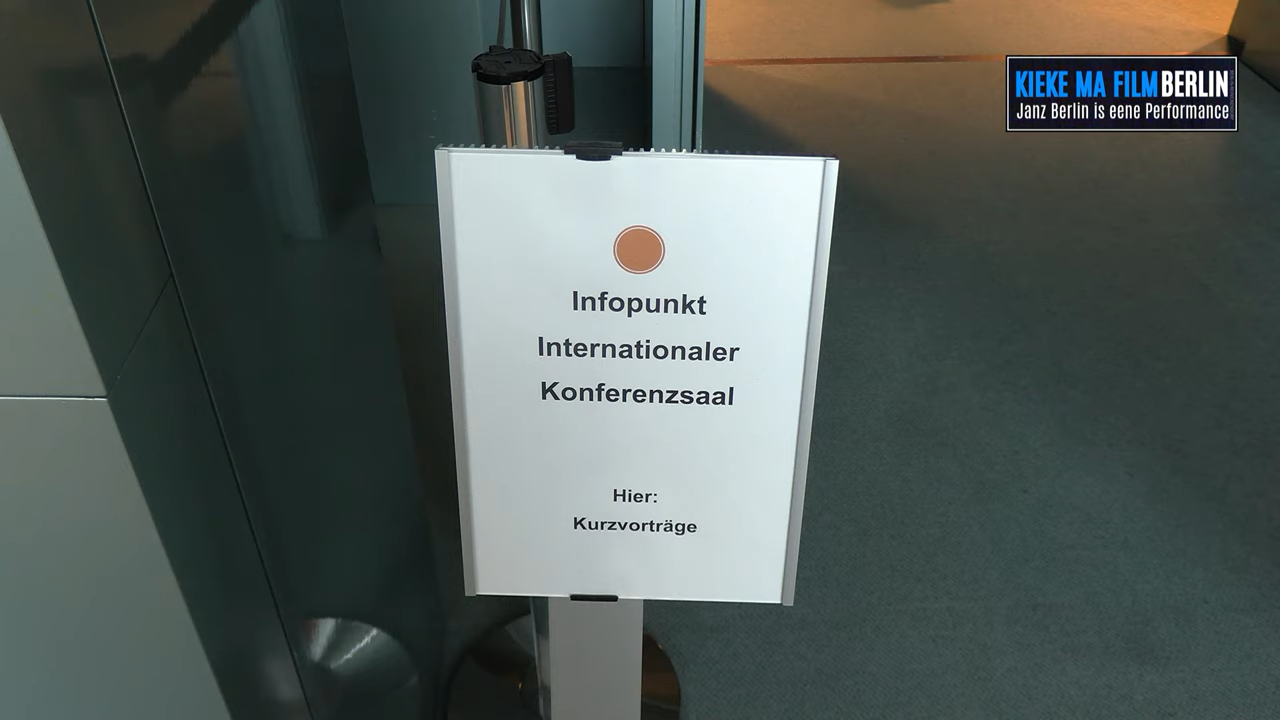 KIEKE MA FILM BERLIN
Janz Berlin is eene Performance
Infopunkt
Internationaler
Konferenzsaal
Hier:
Kurzvorträge